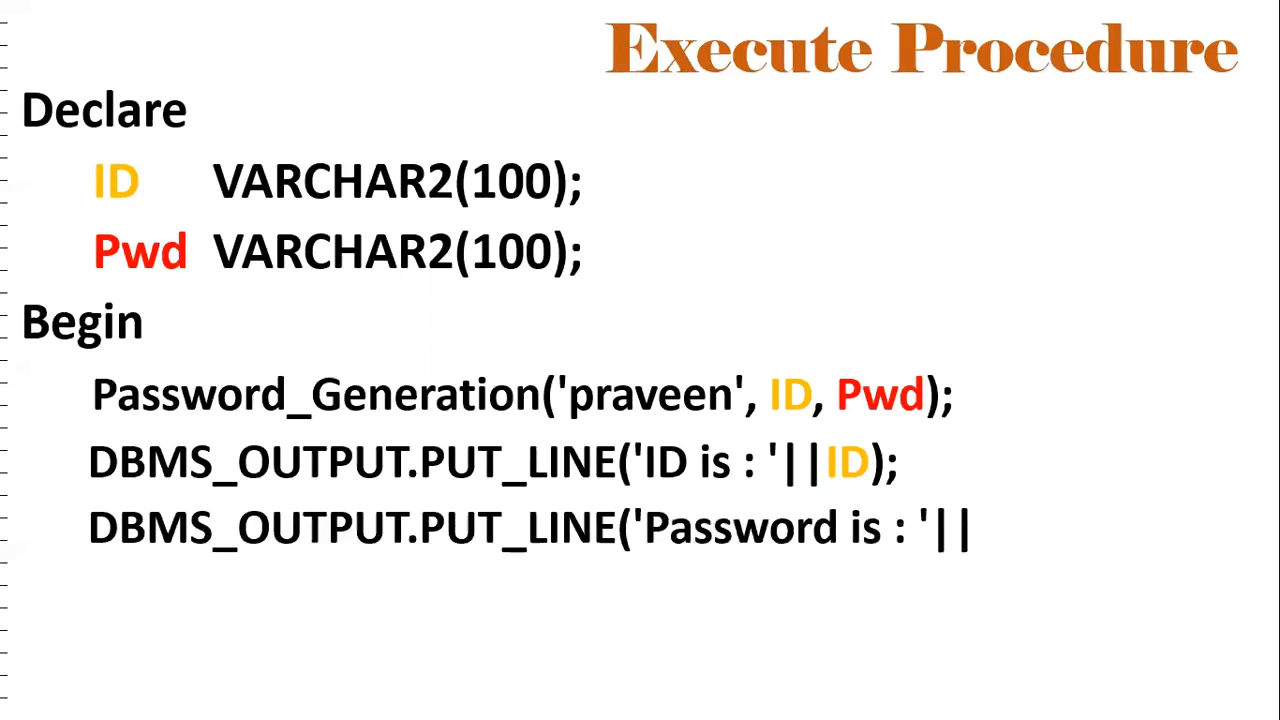 Execute Procedure
Declare
ID VARCHAR2(100);
Pwd VARCHAR2(100);
Begin
Password_Generation('praveen', ID, Pwd);
DBMS_OUTPUT.PUT_LINE('ID is : '||ID);
DBMS_OUTPUT.PUT_LINE('Password is : '||